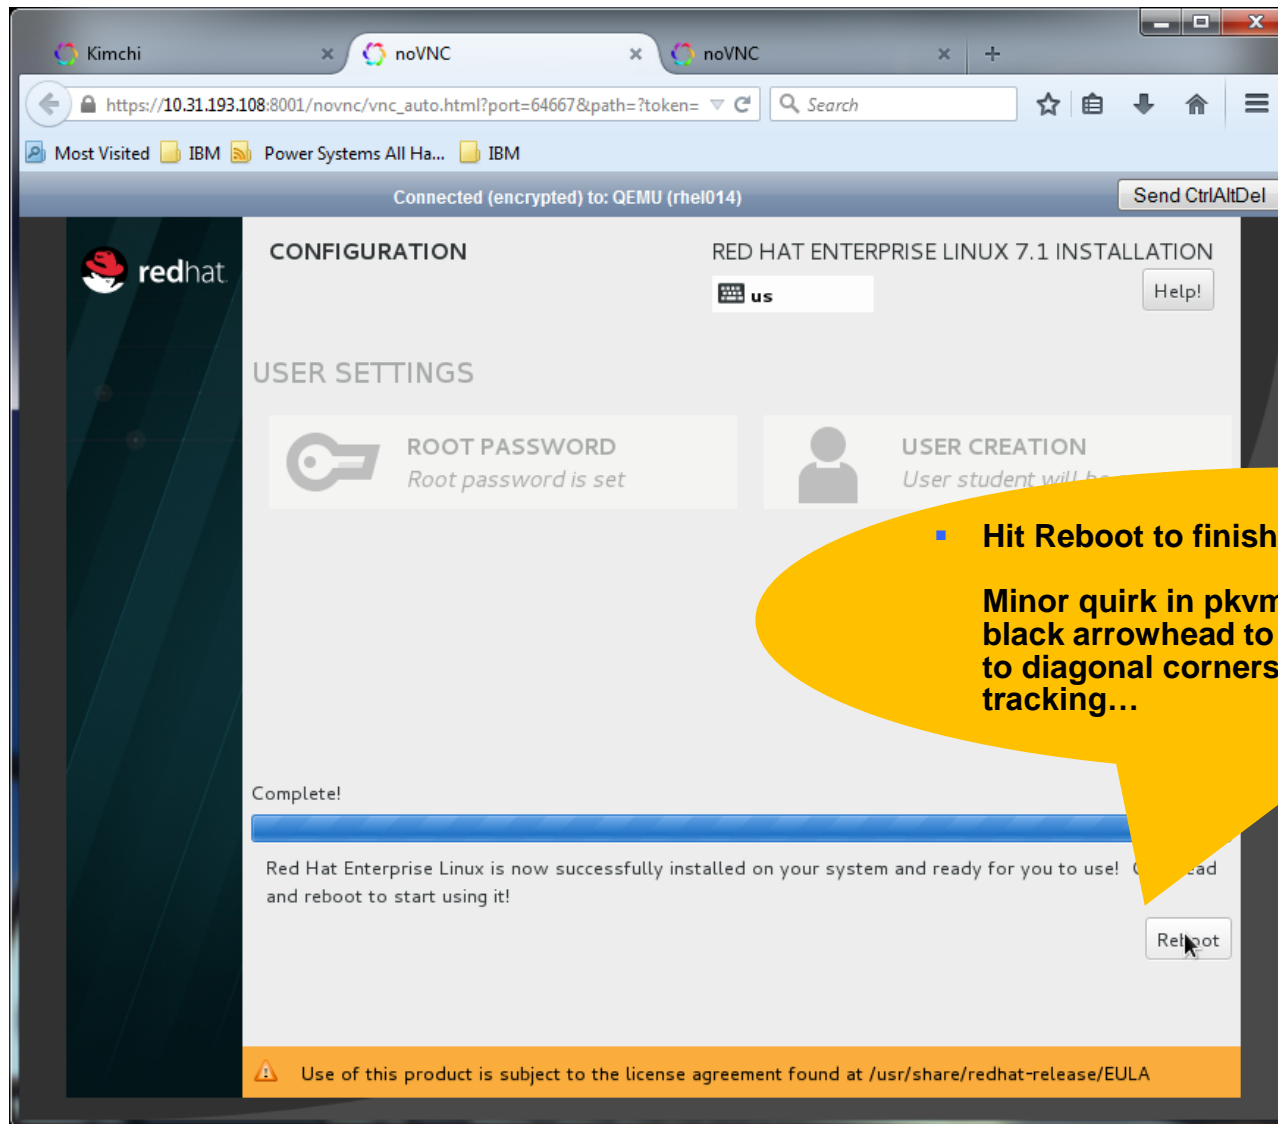 Kimchi
noVNC
noVNC
https://10.31.193.108:8001/novnc/vnc_auto.html?port=64667&path=?token=
Search
Most Visited IBM Power Systems All Ha... IBM
Connected (encrypted) to: QEMU (rhel014)
Send CtrlAltDel
redhat.
CONFIGURATION
RED HAT ENTERPRISE LINUX 7.1 INSTALLATION
us
Help!
USER SETTINGS
ROOT PASSWORD
Root password is set
USER CREATION
User student will be
Hit Reboot to finish
Minor quirk in pkvm
black arrowhead to
to diagonal corners
tracking…
Complete!
Red Hat Enterprise Linux is now successfully installed on your system and ready for you to use!
and reboot to start using it!
Reboot
Use of this product is subject to the license agreement found at /usr/share/redhat-release/EULA